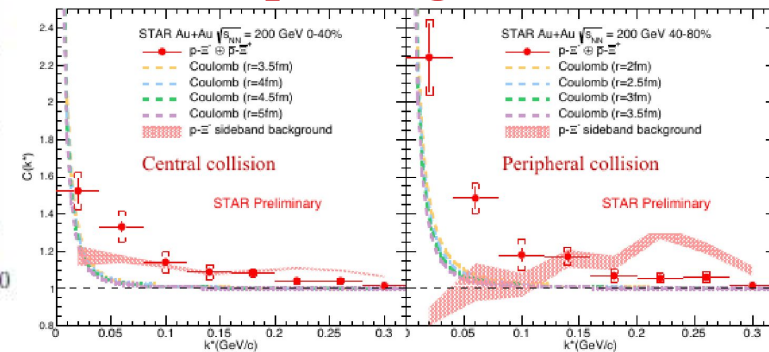 STAR Au+Au √s_NN = 200 GeV 0-40%
p-Ξ⁻ ⊕ p̄-Ξ̄⁺
Coulomb (r=3.5fm)
Coulomb (r=4fm)
Coulomb (r=4.5fm)
Coulomb (r=5fm)
p-Ξ⁻ sideband background
Central collision
STAR Preliminary
C(k*)
2.4
2.2
2
1.8
1.6
1.4
1.2
1
0.8
0 0.05 0.1 0.15 0.2 0.25 0.3
k*(GeV/c)
STAR Au+Au √s_NN = 200 GeV 40-80%
p-Ξ⁻ ⊕ p̄-Ξ̄⁺
Coulomb (r=2fm)
Coulomb (r=2.5fm)
Coulomb (r=3fm)
Coulomb (r=3.5fm)
p-Ξ⁻ sideband background
Peripheral collision
STAR Preliminary
0 0.05 0.1 0.15 0.2 0.25 0.3
k*(GeV/c)